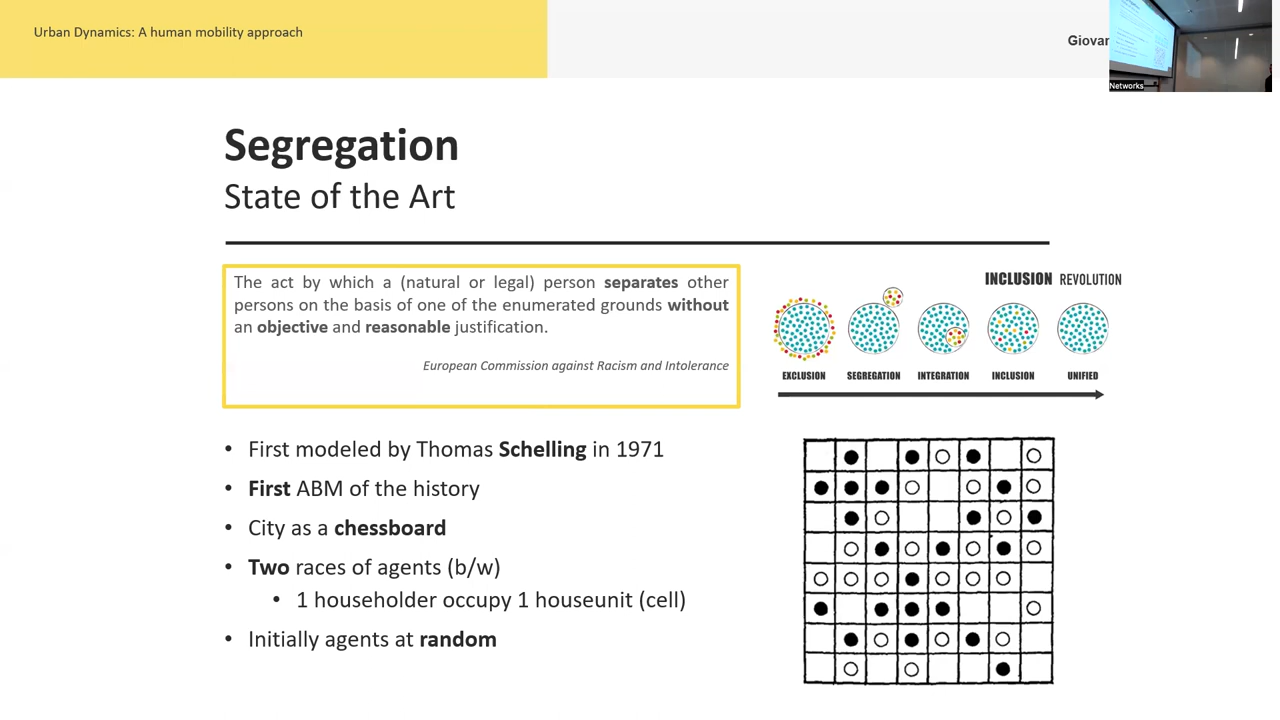 Urban Dynamics: A human mobility approach
Giovan
Networks
Segregation
State of the Art
The act by which a (natural or legal) person separates other
persons on the basis of one of the enumerated grounds without
an objective and reasonable justification.
European Commission against Racism and Intolerance
INCLUSION REVOLUTION
EXCLUSION SEGREGATION INTEGRATION INCLUSION UNIFIED
• First modeled by Thomas Schelling in 1971
• First ABM of the history
• City as a chessboard
• Two races of agents (b/w)
• 1 householder occupy 1 houseunit (cell)
• Initially agents at random